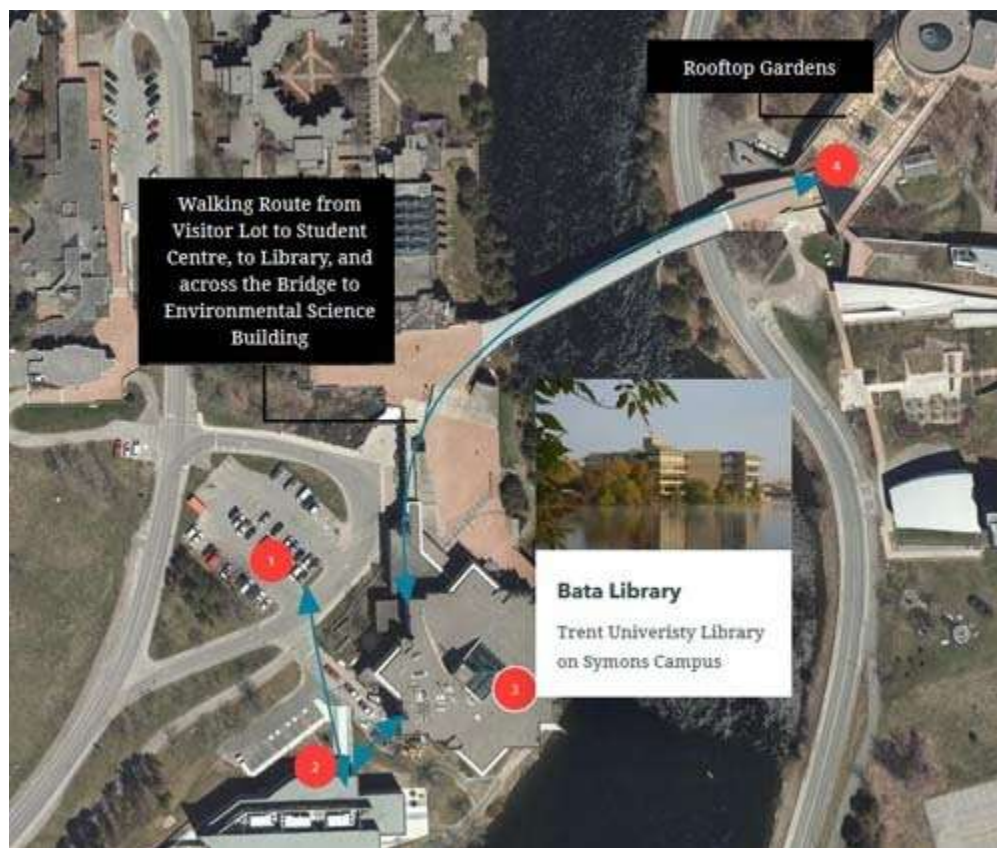 Rooftop Gardens
4
Walking Route from
Visitor Lot to Student
Centre, to Library, and
across the Bridge to
Environmental Science
Building
1
Bata Library
Trent Univeristy Library
on Symons Campus
3
2